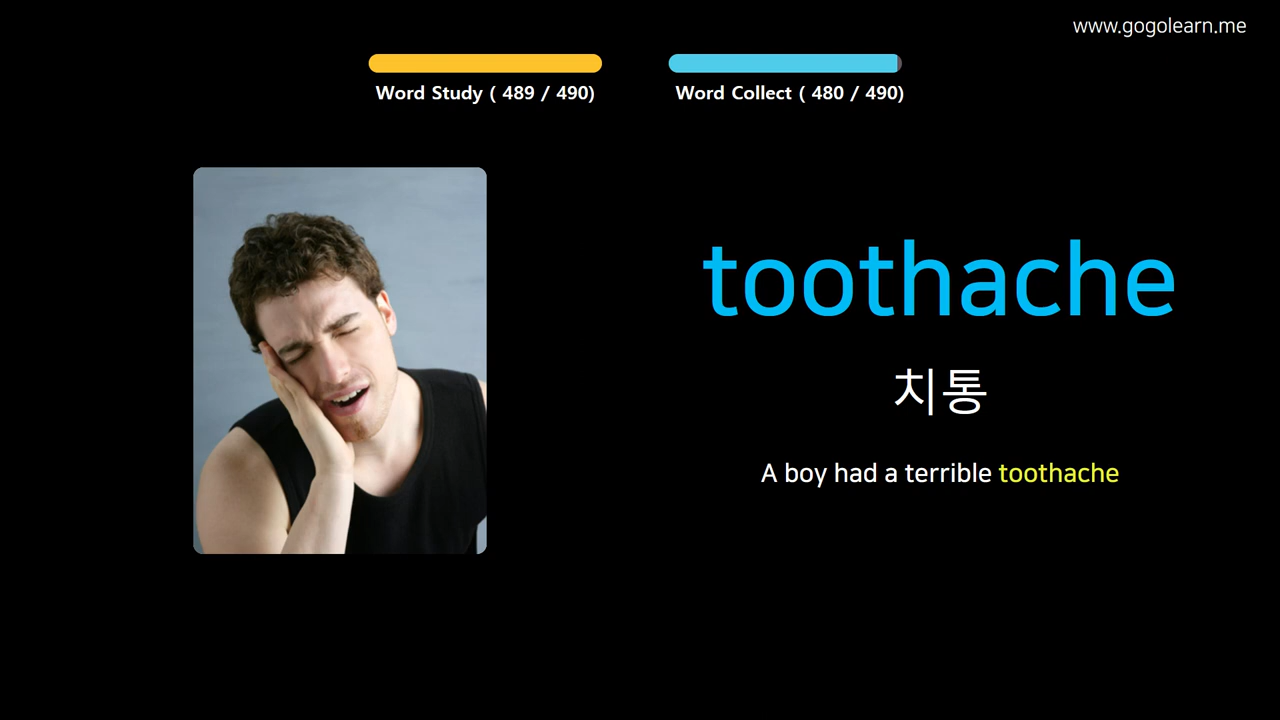 www.gogolearn.me
Word Study ( 489 / 490)
Word Collect ( 480 / 490)
toothache
치통
A boy had a terrible toothache